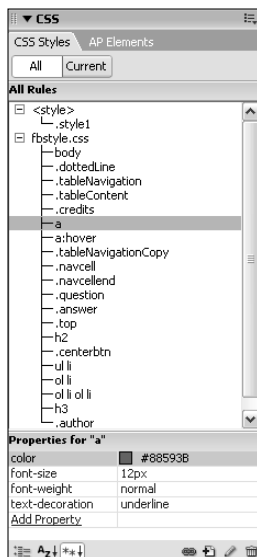 CSS
CSS Styles AP Elements
All Current
All Rules
<style>
.style1
fbstyle.css
body
.dottedLine
.tableNavigation
.tableContent
.credits
a
a:hover
.tableNavigationCopy
.navcell
.navcellend
.question
.answer
.top
h2
.centerbtn
ul li
ol li
ol li ol li
h3
.author
Properties for "a"
color #88593B
font-size 12px
font-weight normal
text-decoration underline
Add Property
Az↓ **↓